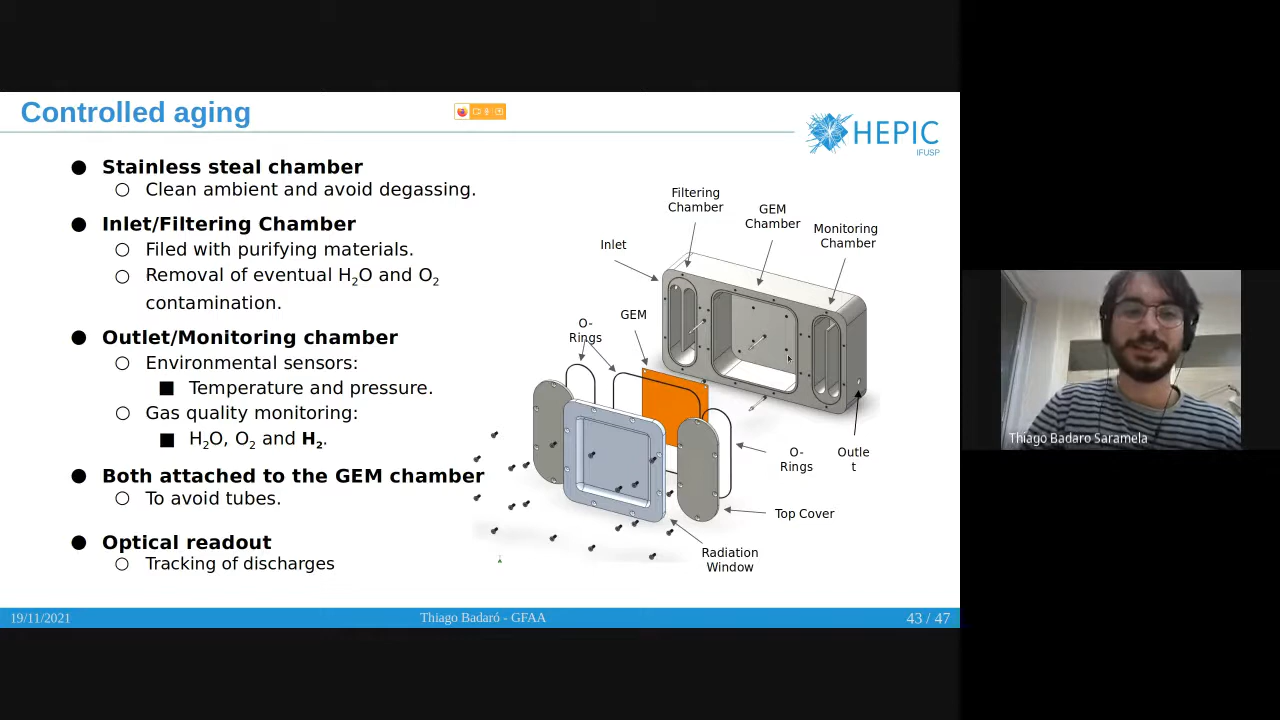 Controlled aging
HEPIC
IFUSP
● Stainless steal chamber
○ Clean ambient and avoid degassing.
● Inlet/Filtering Chamber
○ Filed with purifying materials.
○ Removal of eventual H₂O and O₂
contamination.
● Outlet/Monitoring chamber
○ Environmental sensors:
■ Temperature and pressure.
○ Gas quality monitoring:
■ H₂O, O₂ and H₂.
● Both attached to the GEM chamber
○ To avoid tubes.
● Optical readout
○ Tracking of discharges
Filtering
Chamber
GEM
Chamber
Monitoring
Chamber
Inlet
GEM
O-
Rings
O-
Rings
Outle
t
Top Cover
Radiation
Window
19/11/2021
Thiago Badaró - GFAA
43 / 47
Thiago Badaro Saramela